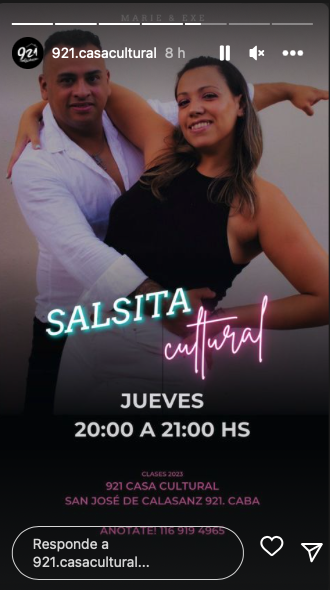 MARIE & EXE
921
921.casacultural 8 h
SALSITA
cultural
JUEVES
20:00 A 21:00 HS
CLASES 2023
921 CASA CULTURAL
SAN JOSÉ DE CALASANZ 921. CABA
ANOTATE! 116 919 4965
Responde a
921.casacultural...